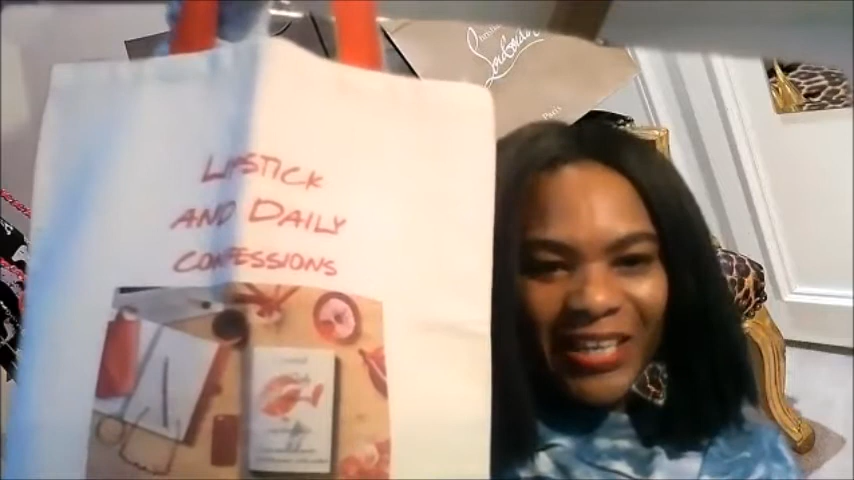 Louboutin
Paris
LIPSTICK
AND DAILY
CONFESSIONS